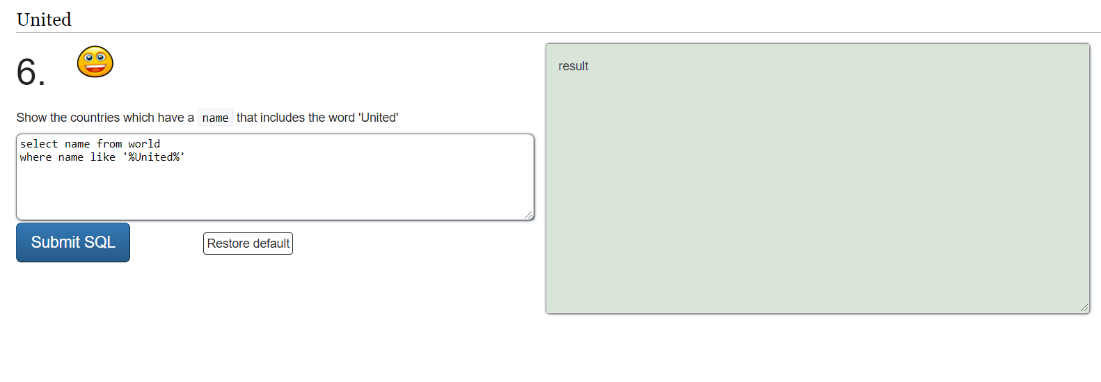 United
6.
Show the countries which have a name that includes the word 'United'
select name from world
where name like '%United%'
Submit SQL
Restore default
result